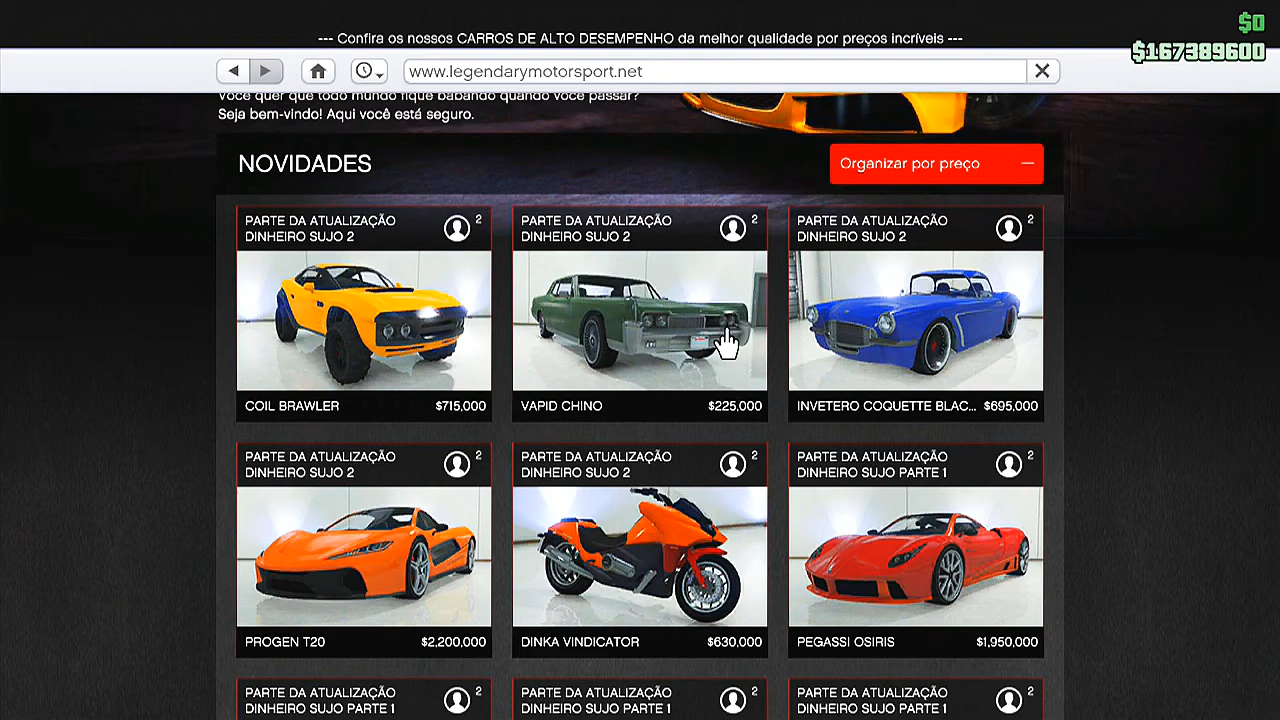 $0
--- Confira os nossos CARROS DE ALTO DESEMPENHO da melhor qualidade por preços incríveis ---
$167389600
www.legendarymotorsport.net
Você quer que todo mundo fique babando quando você passar?
Seja bem-vindo! Aqui você está seguro.
NOVIDADES
Organizar por preço
PARTE DA ATUALIZAÇÃO
DINHEIRO SUJO 2
2
PARTE DA ATUALIZAÇÃO
DINHEIRO SUJO 2
2
PARTE DA ATUALIZAÇÃO
DINHEIRO SUJO 2
2
COIL BRAWLER $715,000
VAPID CHINO $225,000
INVETERO COQUETTE BLAC... $695,000
PARTE DA ATUALIZAÇÃO
DINHEIRO SUJO 2
2
PARTE DA ATUALIZAÇÃO
DINHEIRO SUJO 2
2
PARTE DA ATUALIZAÇÃO
DINHEIRO SUJO PARTE 1
2
PROGEN T20 $2,200,000
DINKA VINDICATOR $630,000
PEGASSI OSIRIS $1,950,000
PARTE DA ATUALIZAÇÃO
DINHEIRO SUJO PARTE 1
2
PARTE DA ATUALIZAÇÃO
DINHEIRO SUJO PARTE 1
2
PARTE DA ATUALIZAÇÃO
DINHEIRO SUJO PARTE 1
2